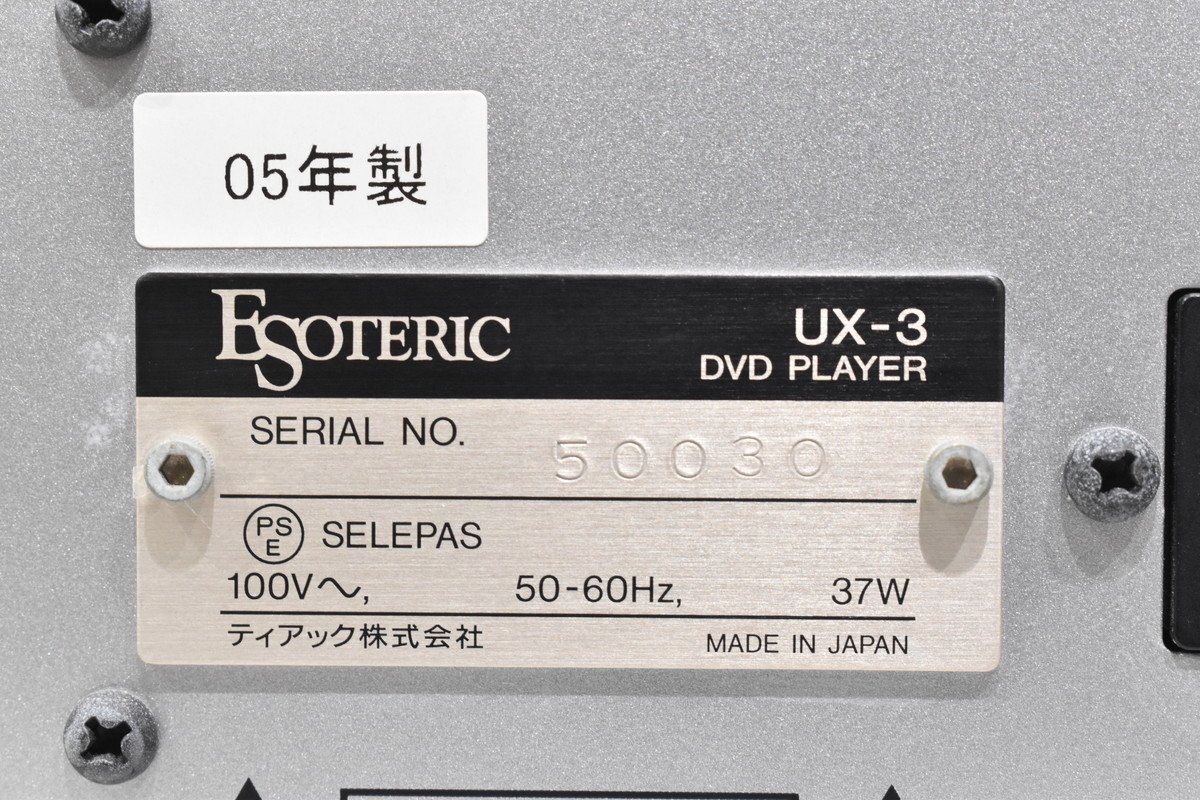 05年製
ESOTERIC
UX-3
DVD PLAYER
SERIAL NO. 50030
PSE SELEPAS
100V～, 50-60Hz, 37W
ティアック株式会社 MADE IN JAPAN